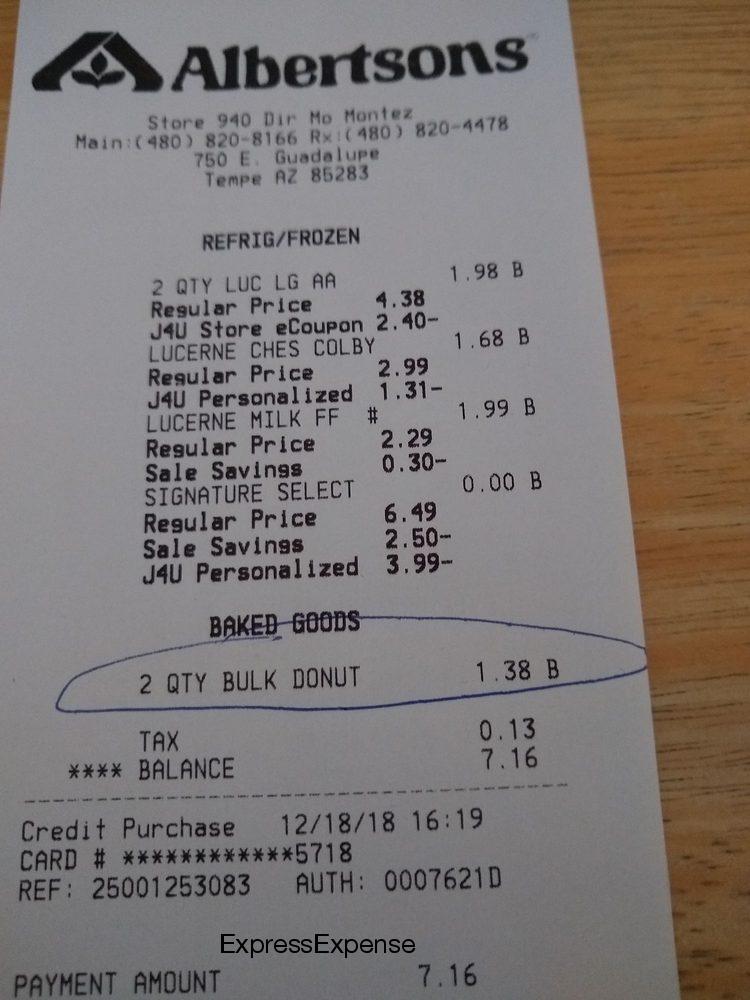 Albertsons
Store 940 Dir Mo Montez
Main:(480) 820-8166 Rx:(480) 820-4478
750 E. Guadalupe
Tempe AZ 85283
REFRIG/FROZEN
2 QTY LUC LG AA 1.98 B
Regular Price 4.38
J4U Store eCoupon 2.40-
LUCERNE CHES COLBY 1.68 B
Regular Price 2.99
J4U Personalized 1.31-
LUCERNE MILK FF # 1.99 B
Regular Price 2.29
Sale Savings 0.30-
SIGNATURE SELECT 0.00 B
Regular Price 6.49
Sale Savings 2.50-
J4U Personalized 3.99-
BAKED GOODS
2 QTY BULK DONUT 1.38 B
TAX 0.13
**** BALANCE 7.16
Credit Purchase 12/18/18 16:19
CARD # ************5718
REF: 25001253083 AUTH: 0007621D
ExpressExpense
PAYMENT AMOUNT 7.16